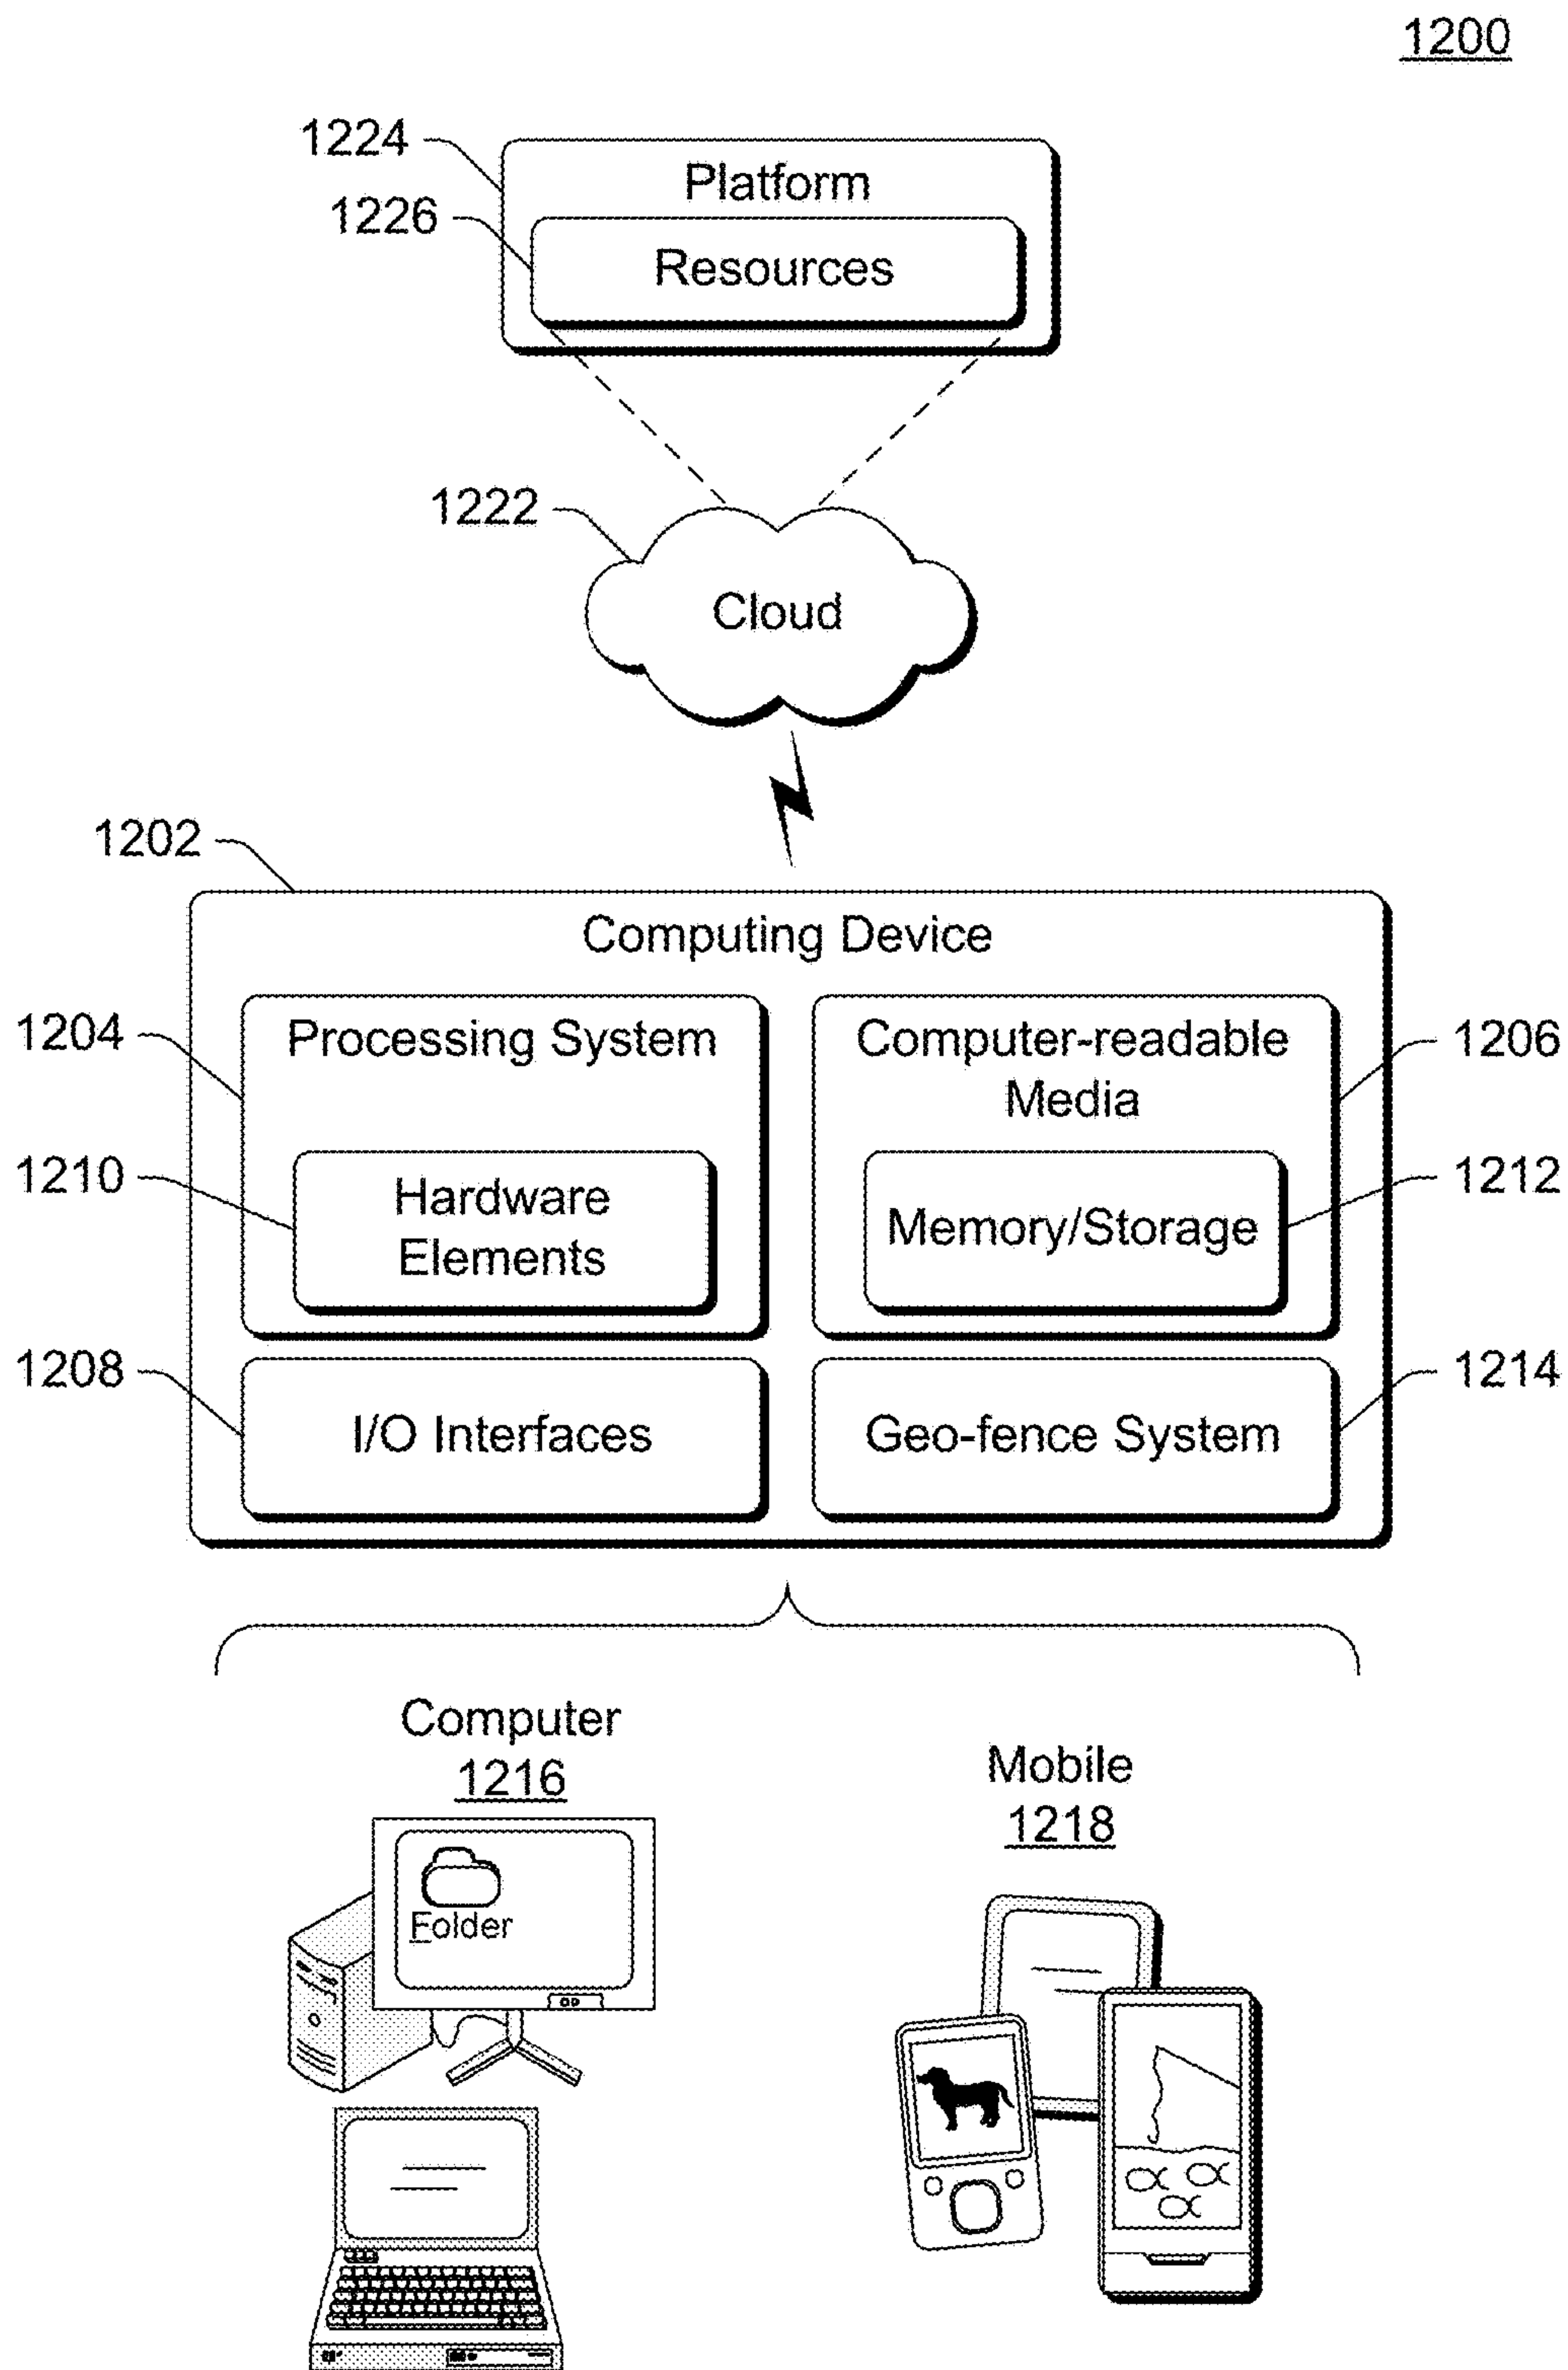 1200
1224
Platform
1226
Resources
1222
Cloud
1202
Computing Device
1204
Processing System
Computer-readable
Media
1206
1210
Hardware
Elements
Memory/Storage
1212
1208
I/O Interfaces
Geo-fence System
1214
Computer
1216
Mobile
1218
Folder